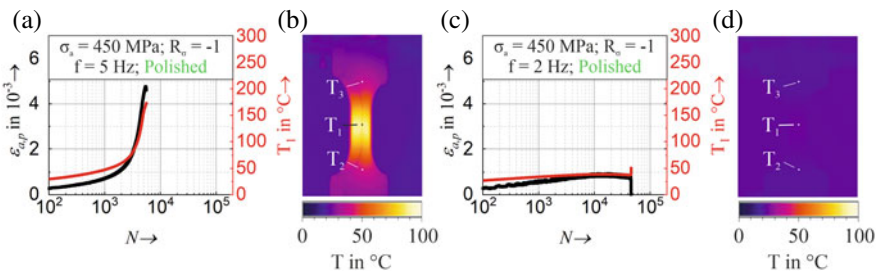 (a)
σa = 450 MPa; Rσ = -1
f = 5 Hz; Polished
εa,p in 10⁻³→
6
4
2
0
10² 10³ 10⁴ 10⁵
N→
300
250
200
150
100
50
0
T1 in °C→
(b)
T3
T1
T2
0 50 100
T in °C
(c)
σa = 450 MPa; Rσ = -1
f = 2 Hz; Polished
εa,p in 10⁻³→
6
4
2
0
10² 10³ 10⁴ 10⁵
N→
300
250
200
150
100
50
0
T1 in °C→
(d)
T3
T1
T2
0 50 100
T in °C